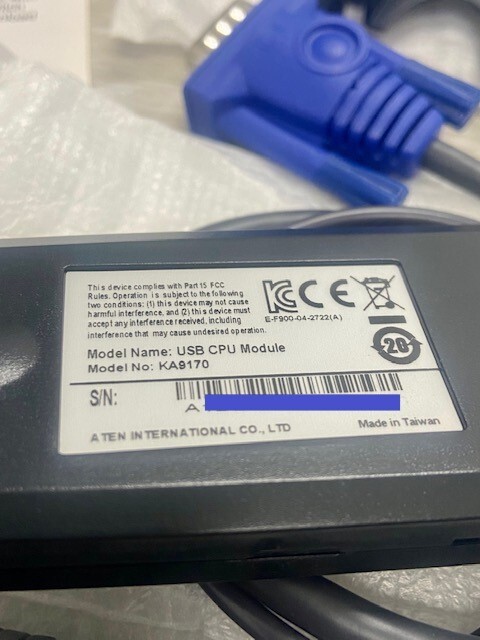 This device complies with Part 15 FCC
Rules. Operation is subject to the following
two conditions: (1) this device may not cause
harmful interference, and (2) this device must
accept any interference received, including
interference that may cause undesired operation.
E-F900-04-2722(A)
20
Model Name: USB CPU Module
Model No: KA9170
S/N:
A
ATEN INTERNATIONAL CO., LTD
Made in Taiwan